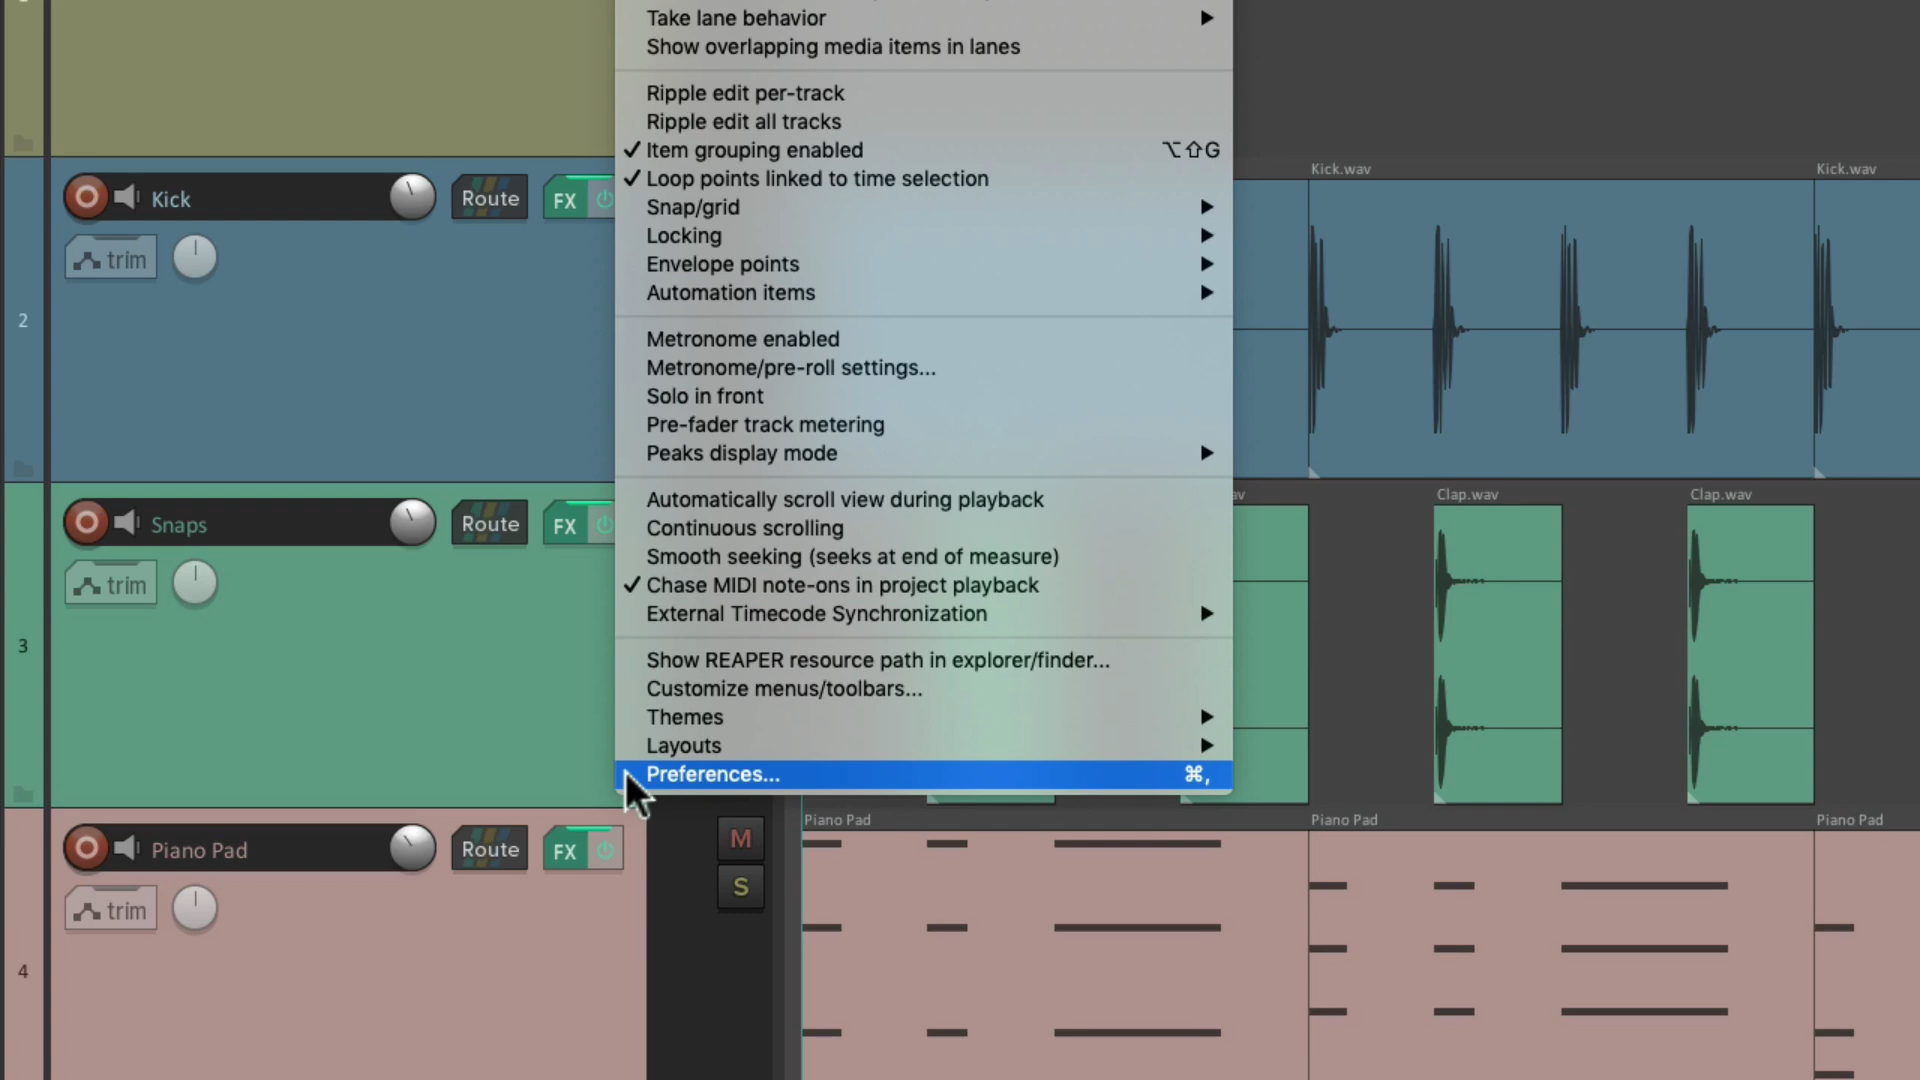 Take lane behavior
Show overlapping media items in lanes
Ripple edit per-track
Ripple edit all tracks
✓ Item grouping enabled ⌥⇧G
✓ Loop points linked to time selection
Snap/grid
Locking
Envelope points
Automation items
Metronome enabled
Metronome/pre-roll settings...
Solo in front
Pre-fader track metering
Peaks display mode
Automatically scroll view during playback
Continuous scrolling
Smooth seeking (seeks at end of measure)
✓ Chase MIDI note-ons in project playback
External Timecode Synchronization
Show REAPER resource path in explorer/finder...
Customize menus/toolbars...
Themes
Layouts
Preferences... ⌘,
2
Kick
Route
FX
trim
Kick.wav
Kick.wav
3
Snaps
Route
FX
trim
av
Clap.wav
Clap.wav
4
Piano Pad
Route
FX
trim
M
S
Piano Pad
Piano Pad
Piano Pad